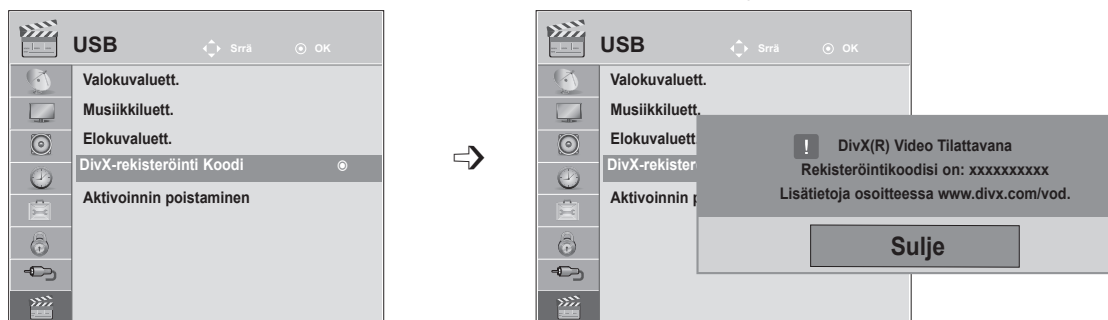 USB Srrä OK
Valokuvaluett.
Musiikkiluett.
Elokuvaluett.
DivX-rekisteröinti Koodi
Aktivoinnin poistaminen
USB Srrä OK
Valokuvaluett.
Musiikkiluett.
Elokuvaluett
DivX-rekister
Aktivoinnin p
! DivX(R) Video Tilattavana
Rekisteröintikoodisi on: xxxxxxxxxx
Lisätietoja osoitteessa www.divx.com/vod.
Sulje